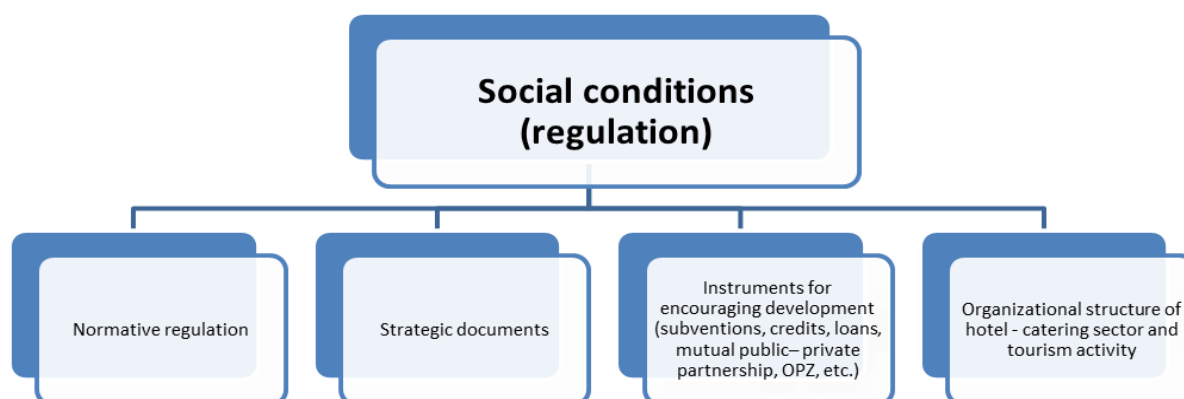 Social conditions
(regulation)
Normative regulation
Strategic documents
Instruments for
encouraging development
(subventions, credits, loans,
mutual public– private
partnership, OPZ, etc.)
Organizational structure of
hotel - catering sector and
tourism activity